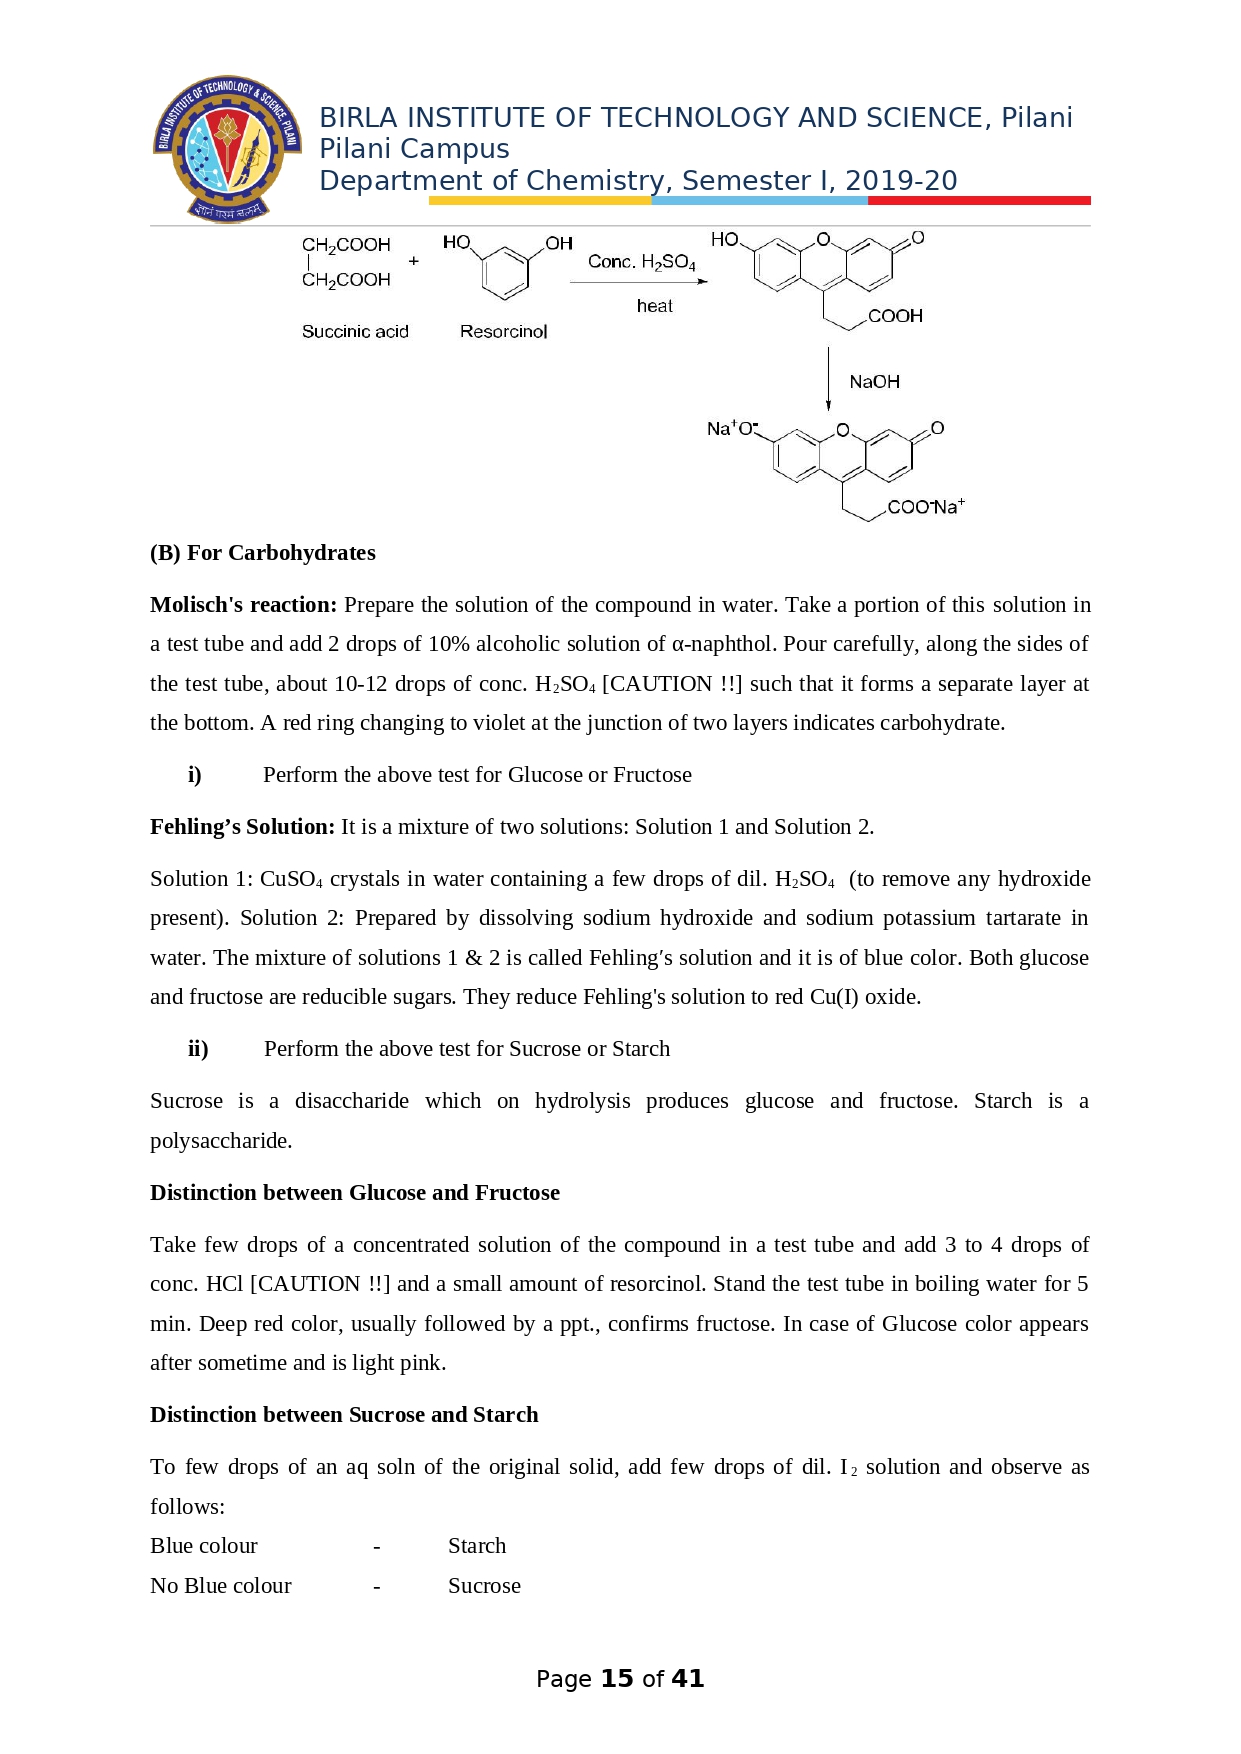 BIRLA INSTITUTE OF TECHNOLOGY & SCIENCE, PILANI
ज्ञानं परमं बलम्
BIRLA INSTITUTE OF TECHNOLOGY AND SCIENCE, Pilani
Pilani Campus
Department of Chemistry, Semester I, 2019-20
CH2COOH
CH2COOH
+
HO
OH
Conc. H2SO4
heat
HO
O
O
COOH
Succinic acid
Resorcinol
NaOH
Na+O-
O
O
COO-Na+
(B) For Carbohydrates
Molisch's reaction: Prepare the solution of the compound in water. Take a portion of this solution in
a test tube and add 2 drops of 10% alcoholic solution of α-naphthol. Pour carefully, along the sides of
the test tube, about 10-12 drops of conc. H2SO4 [CAUTION !!] such that it forms a separate layer at
the bottom. A red ring changing to violet at the junction of two layers indicates carbohydrate.
i) Perform the above test for Glucose or Fructose
Fehling’s Solution: It is a mixture of two solutions: Solution 1 and Solution 2.
Solution 1: CuSO4 crystals in water containing a few drops of dil. H2SO4 (to remove any hydroxide
present). Solution 2: Prepared by dissolving sodium hydroxide and sodium potassium tartarate in
water. The mixture of solutions 1 & 2 is called Fehling′s solution and it is of blue color. Both glucose
and fructose are reducible sugars. They reduce Fehling's solution to red Cu(I) oxide.
ii) Perform the above test for Sucrose or Starch
Sucrose is a disaccharide which on hydrolysis produces glucose and fructose. Starch is a
polysaccharide.
Distinction between Glucose and Fructose
Take few drops of a concentrated solution of the compound in a test tube and add 3 to 4 drops of
conc. HCl [CAUTION !!] and a small amount of resorcinol. Stand the test tube in boiling water for 5
min. Deep red color, usually followed by a ppt., confirms fructose. In case of Glucose color appears
after sometime and is light pink.
Distinction between Sucrose and Starch
To few drops of an aq soln of the original solid, add few drops of dil. I2 solution and observe as
follows:
Blue colour - Starch
No Blue colour - Sucrose
Page 15 of 41